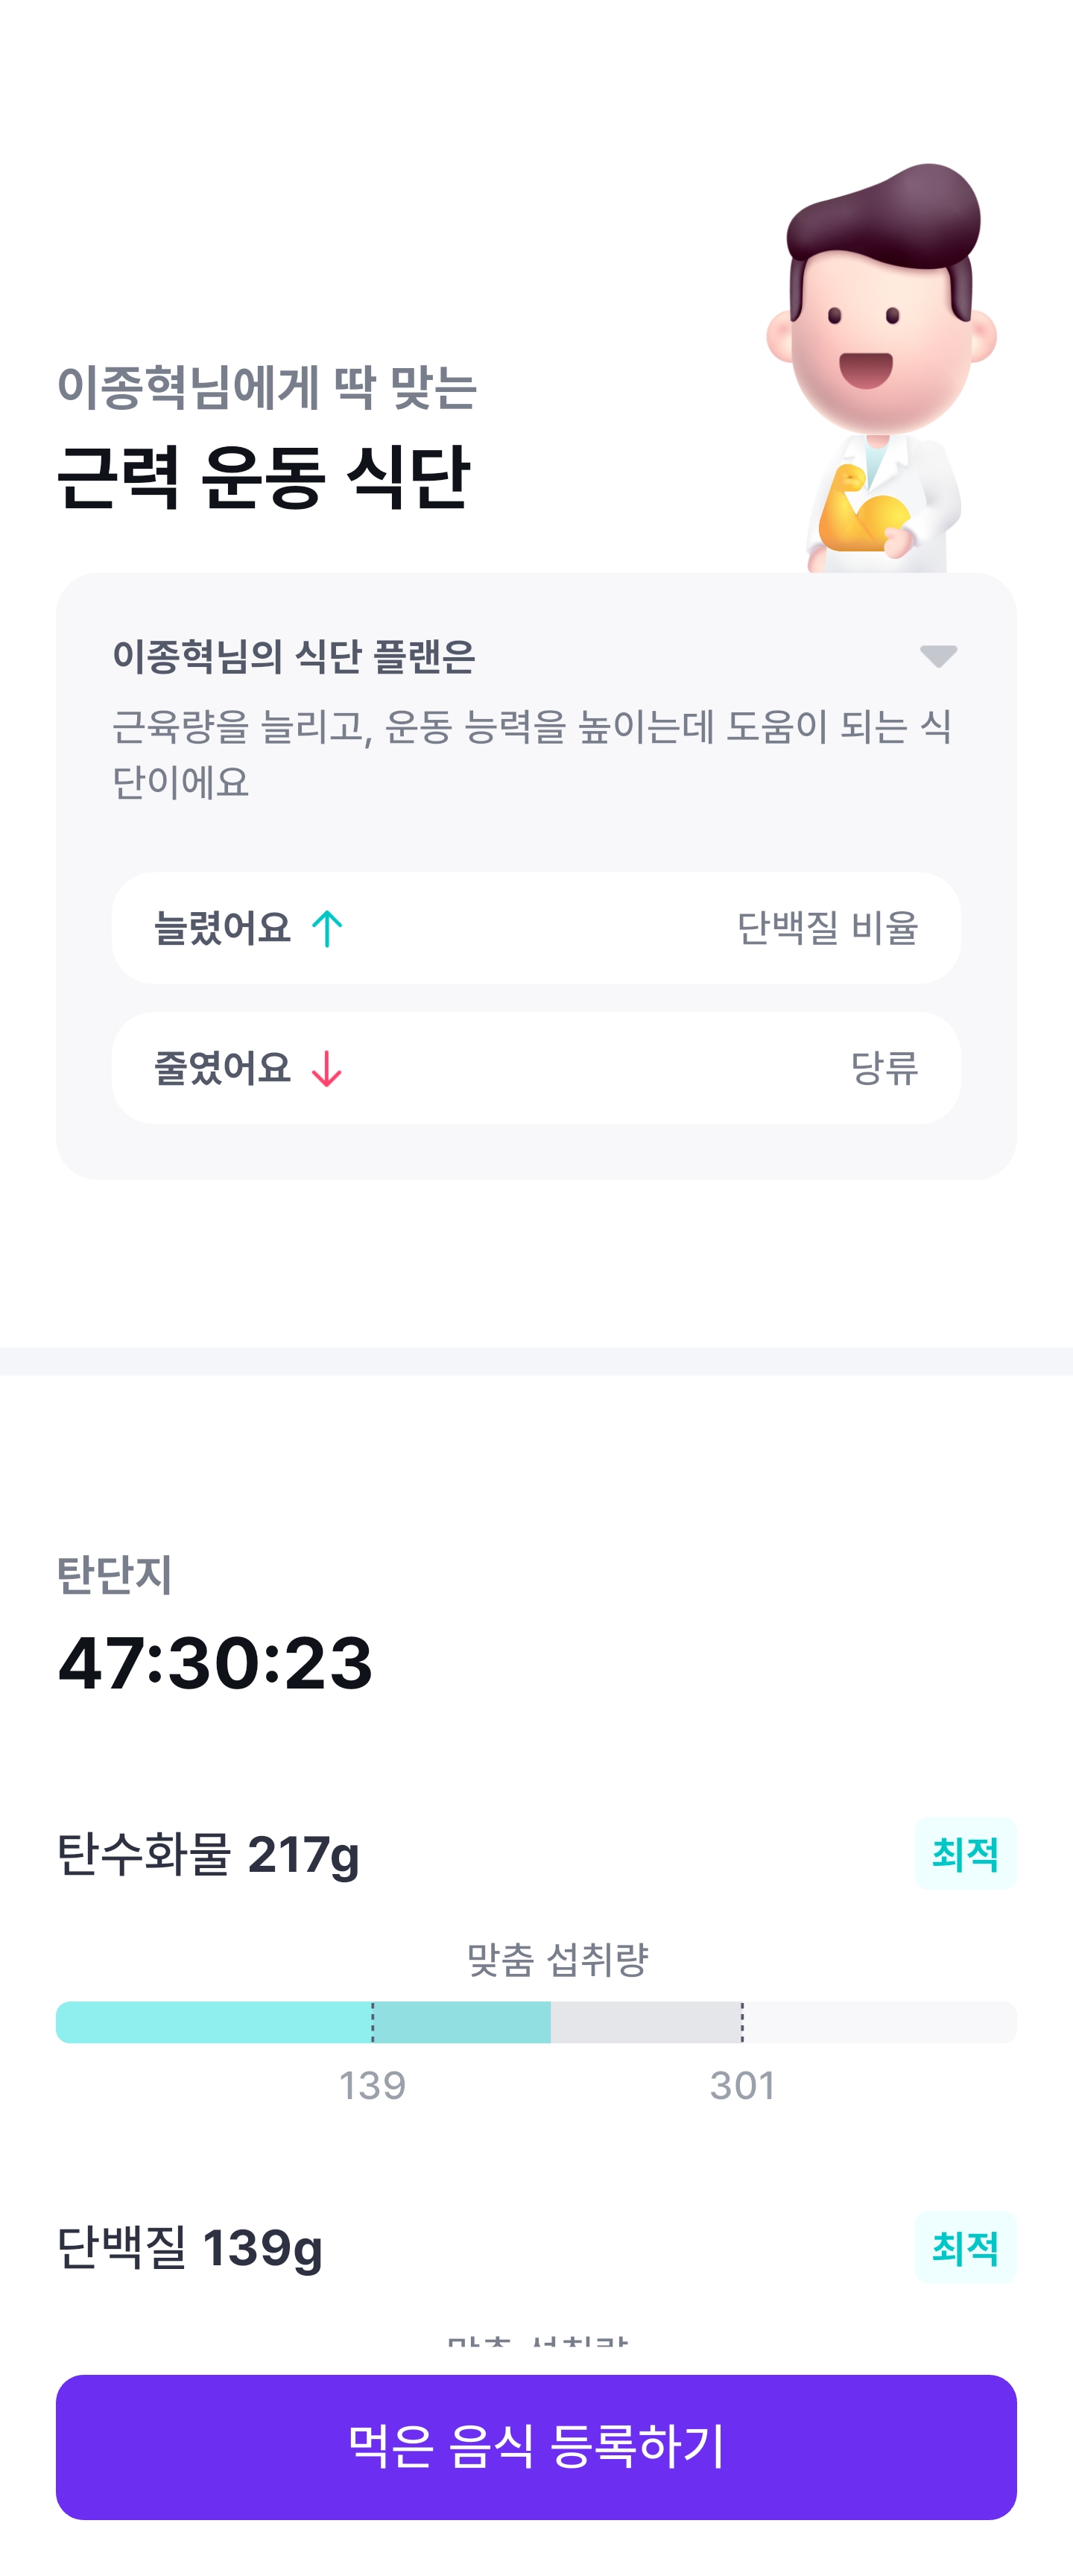 이종혁님에게 딱 맞는
근력 운동 식단
이종혁님의 식단 플랜은
근육량을 늘리고, 운동 능력을 높이는데 도움이 되는 식
단이에요
늘렸어요 ↑ 단백질 비율
줄였어요 ↓ 당류
탄단지
47:30:23
탄수화물 217g 최적
맞춤 섭취량
139 301
단백질 139g 최적
먹은 음식 등록하기